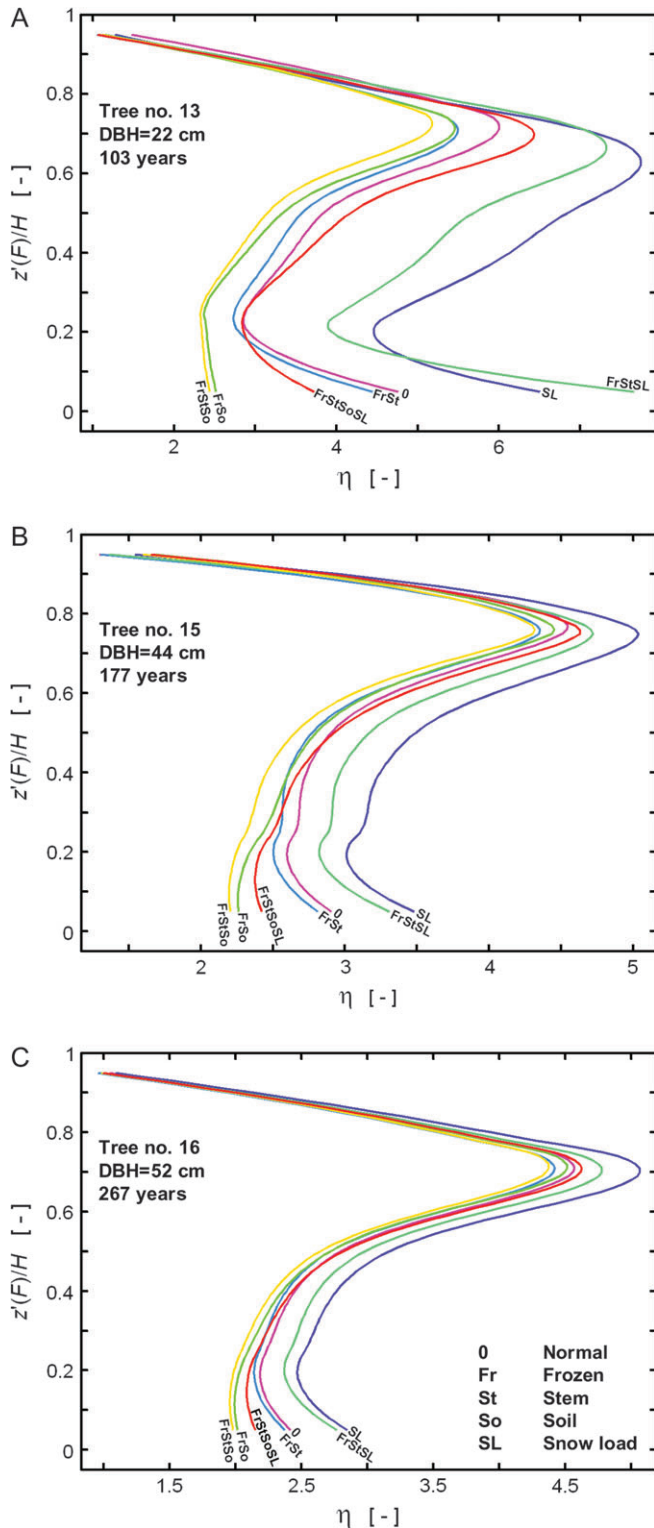 A
1
0.8
0.6
0.4
0.2
0
z'(F)/H [-]
Tree no. 13
DBH=22 cm
103 years
FrStSo
FrSo
FrStSoSL
FrSt
0
SL
FrStSL
2
4
6
η [-]
B
1
0.8
0.6
0.4
0.2
0
z'(F)/H [-]
Tree no. 15
DBH=44 cm
177 years
FrStSo
FrSo
FrStSoSL
FrSt
0
FrStSL
SL
2
3
4
5
η [-]
C
1
0.8
0.6
0.4
0.2
0
z'(F)/H [-]
Tree no. 16
DBH=52 cm
267 years
FrStSo
FrSo
FrStSoSL
FrSt
0
FrStSL
SL
0 Normal
Fr Frozen
St Stem
So Soil
SL Snow load
1.5
2.5
3.5
4.5
η [-]